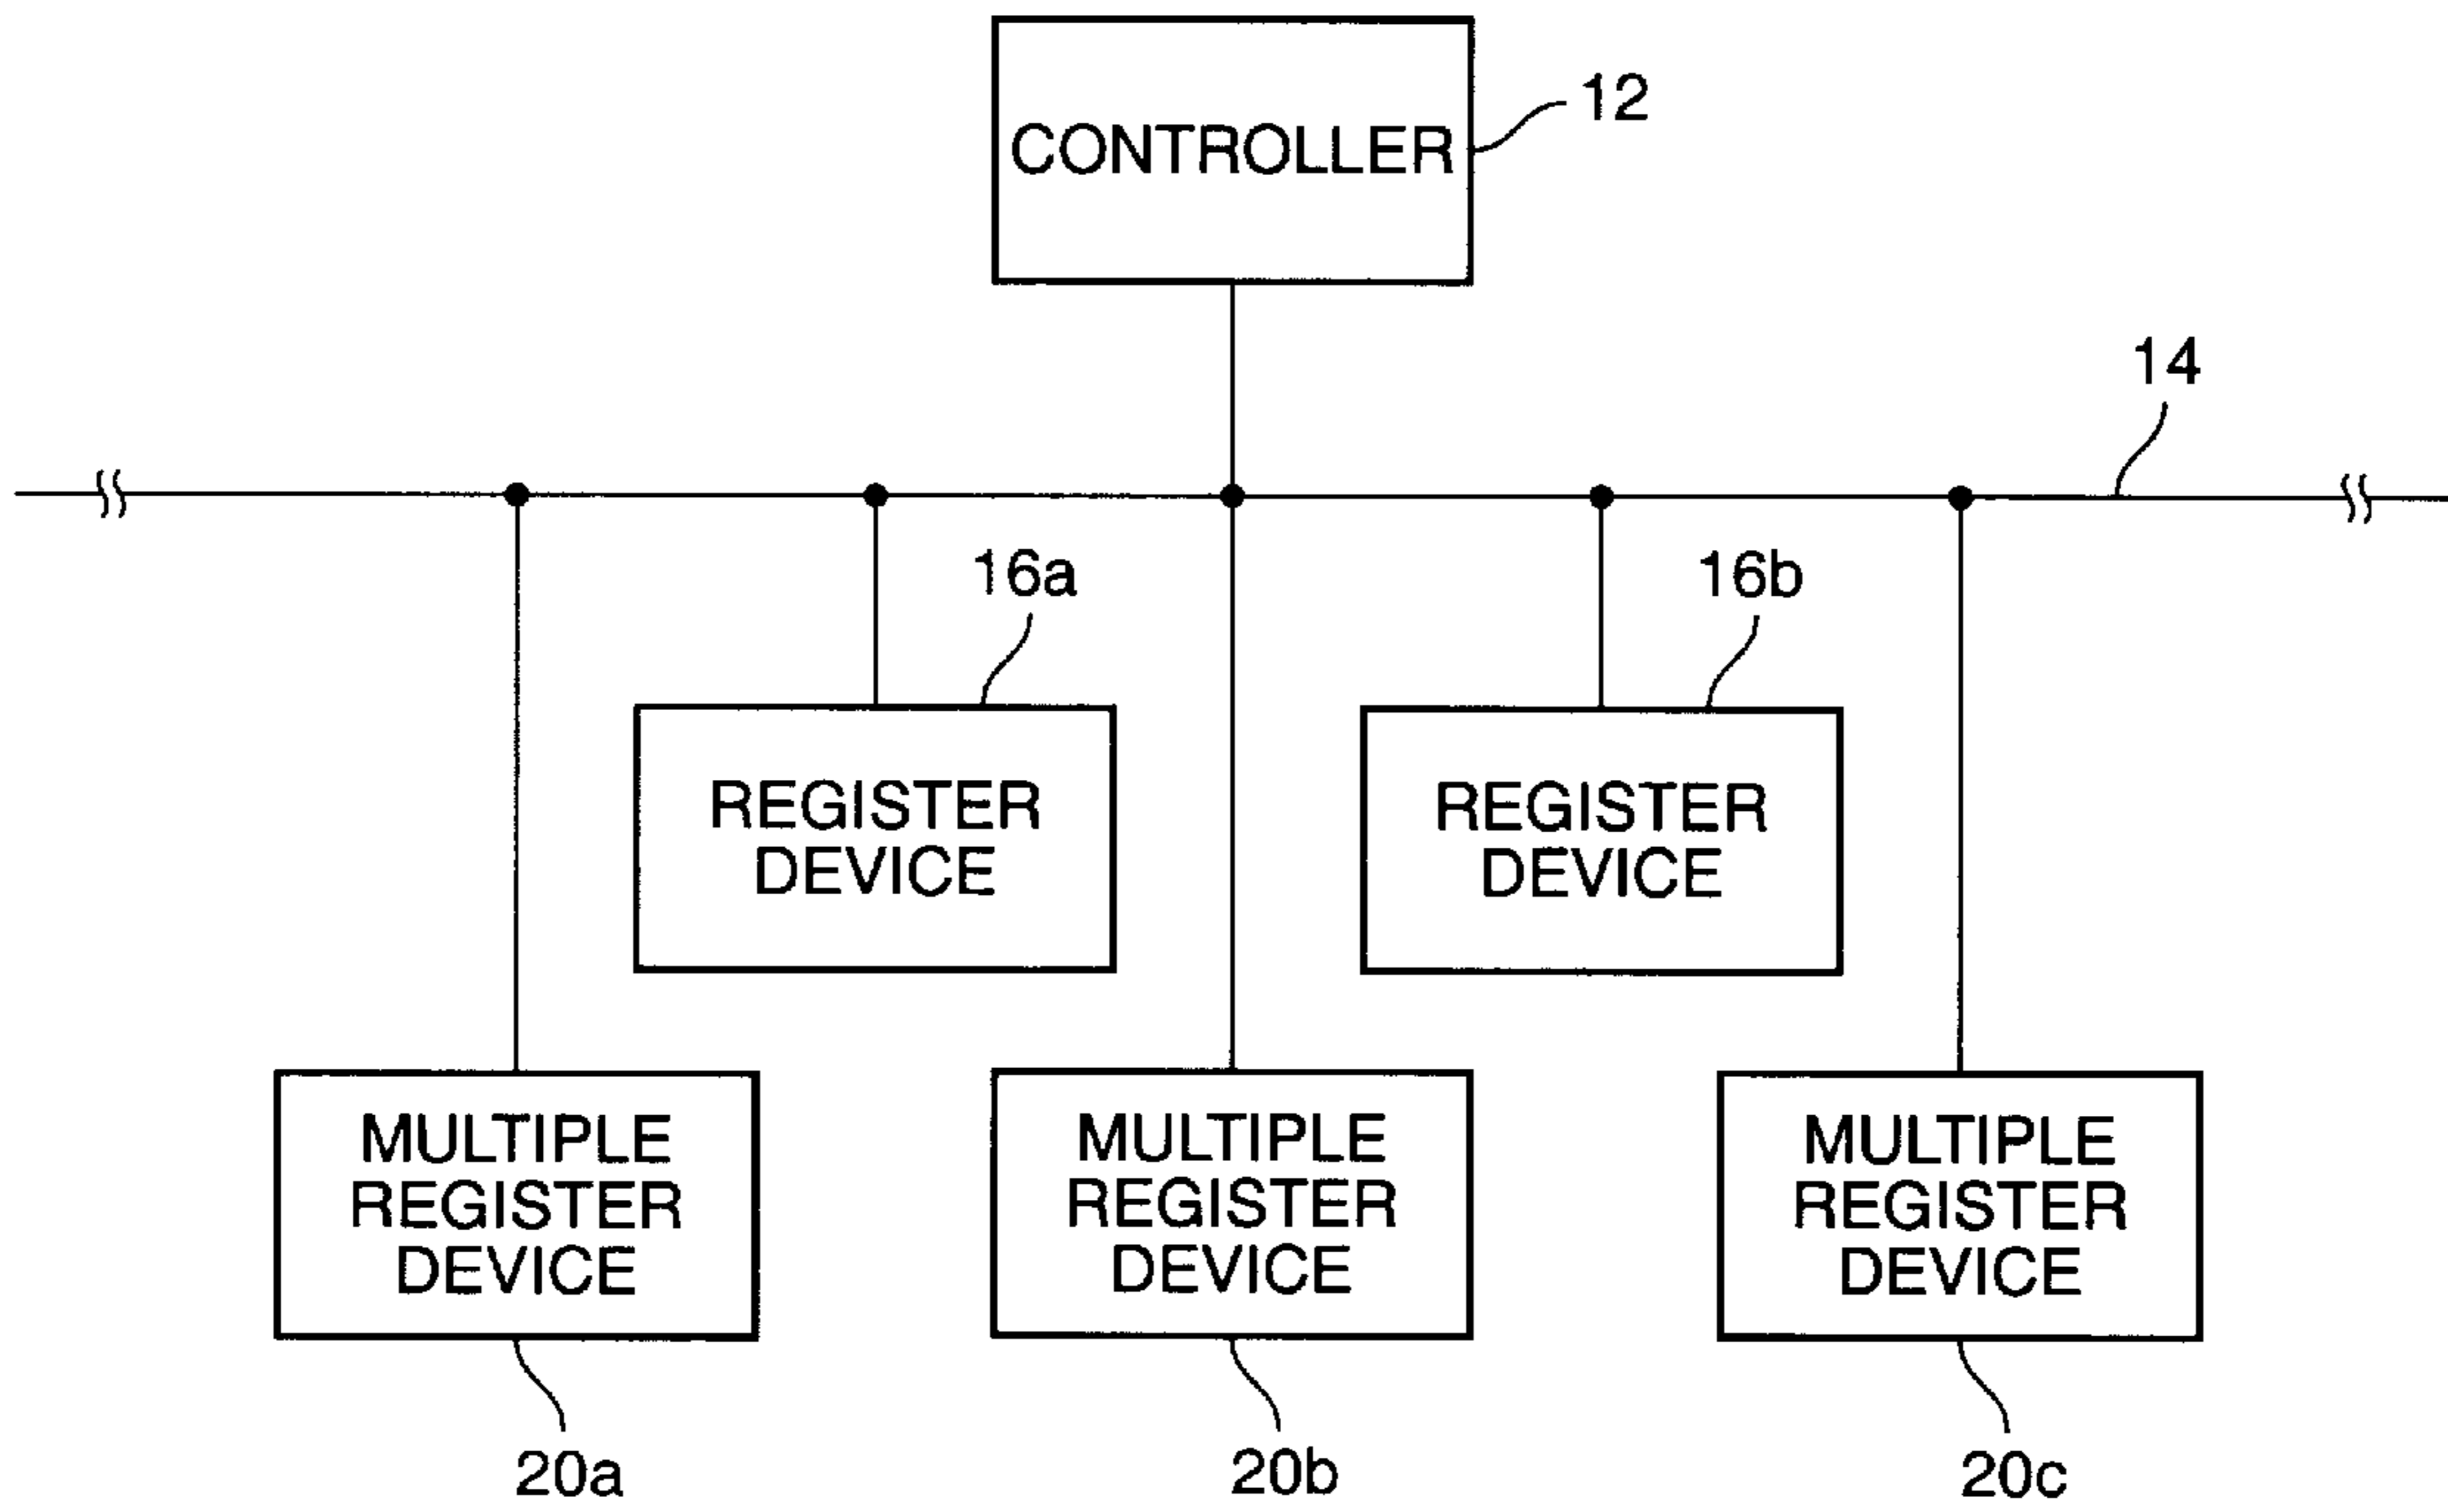 CONTROLLER
12
14
16a
16b
REGISTER
DEVICE
REGISTER
DEVICE
MULTIPLE
REGISTER
DEVICE
MULTIPLE
REGISTER
DEVICE
MULTIPLE
REGISTER
DEVICE
20a
20b
20c